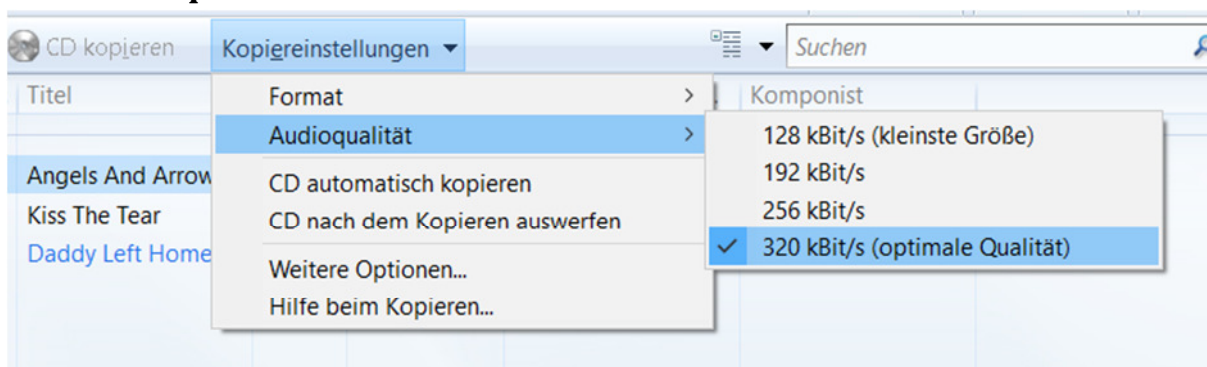 CD kopieren Kopiereinstellungen Suchen
Titel Komponist
Format
Audioqualität
128 kBit/s (kleinste Größe)
192 kBit/s
256 kBit/s
320 kBit/s (optimale Qualität)
CD automatisch kopieren
CD nach dem Kopieren auswerfen
Weitere Optionen...
Hilfe beim Kopieren...
Angels And Arrow
Kiss The Tear
Daddy Left Home